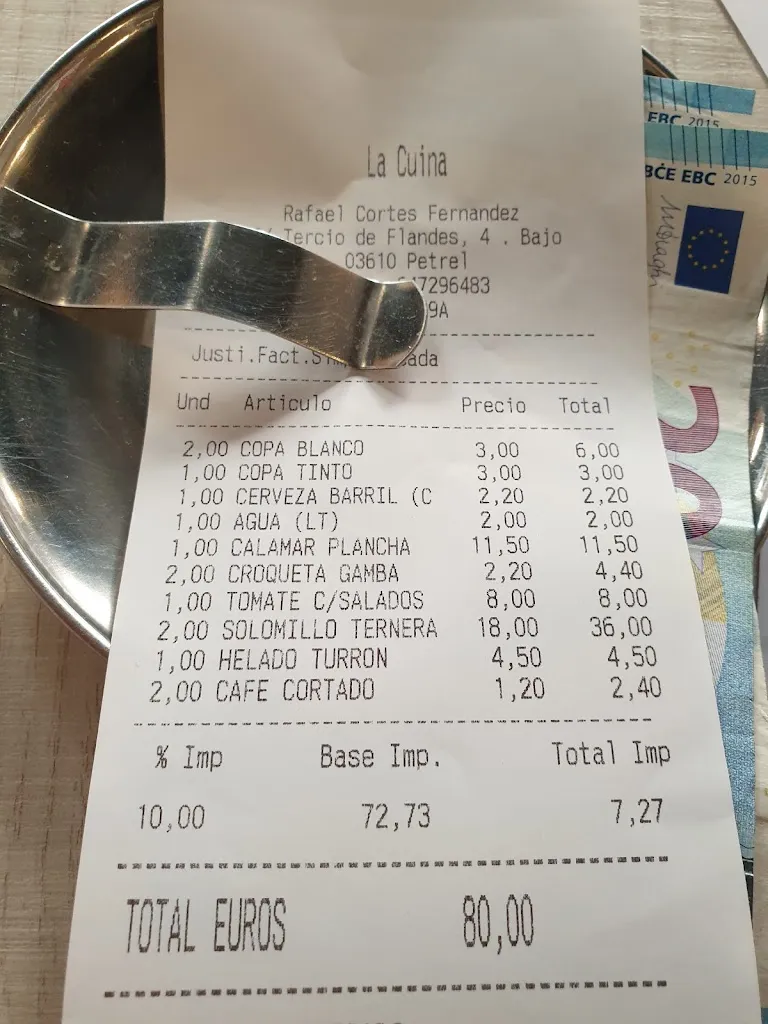 La Cuina
Rafael Cortes Fernandez
Tercio de Flandes, 4 . Bajo
03610 Petrel
7296483
9A
Justi.Fact.
Und Articulo Precio Total
2,00 COPA BLANCO 3,00 6,00
1,00 COPA TINTO 3,00 3,00
1,00 CERVEZA BARRIL (C 2,20 2,20
1,00 AGUA (LT) 2,00 2,00
1,00 CALAMAR PLANCHA 11,50 11,50
2,00 CROQUETA GAMBA 2,20 4,40
1,00 TOMATE C/SALADOS 8,00 8,00
2,00 SOLOMILLO TERNERA 18,00 36,00
1,00 HELADO TURRON 4,50 4,50
2,00 CAFE CORTADO 1,20 2,40
% Imp Base Imp. Total Imp
10,00 72,73 7,27
TOTAL EUROS 80,00
EBC 2015
BCE EBC 2015
20